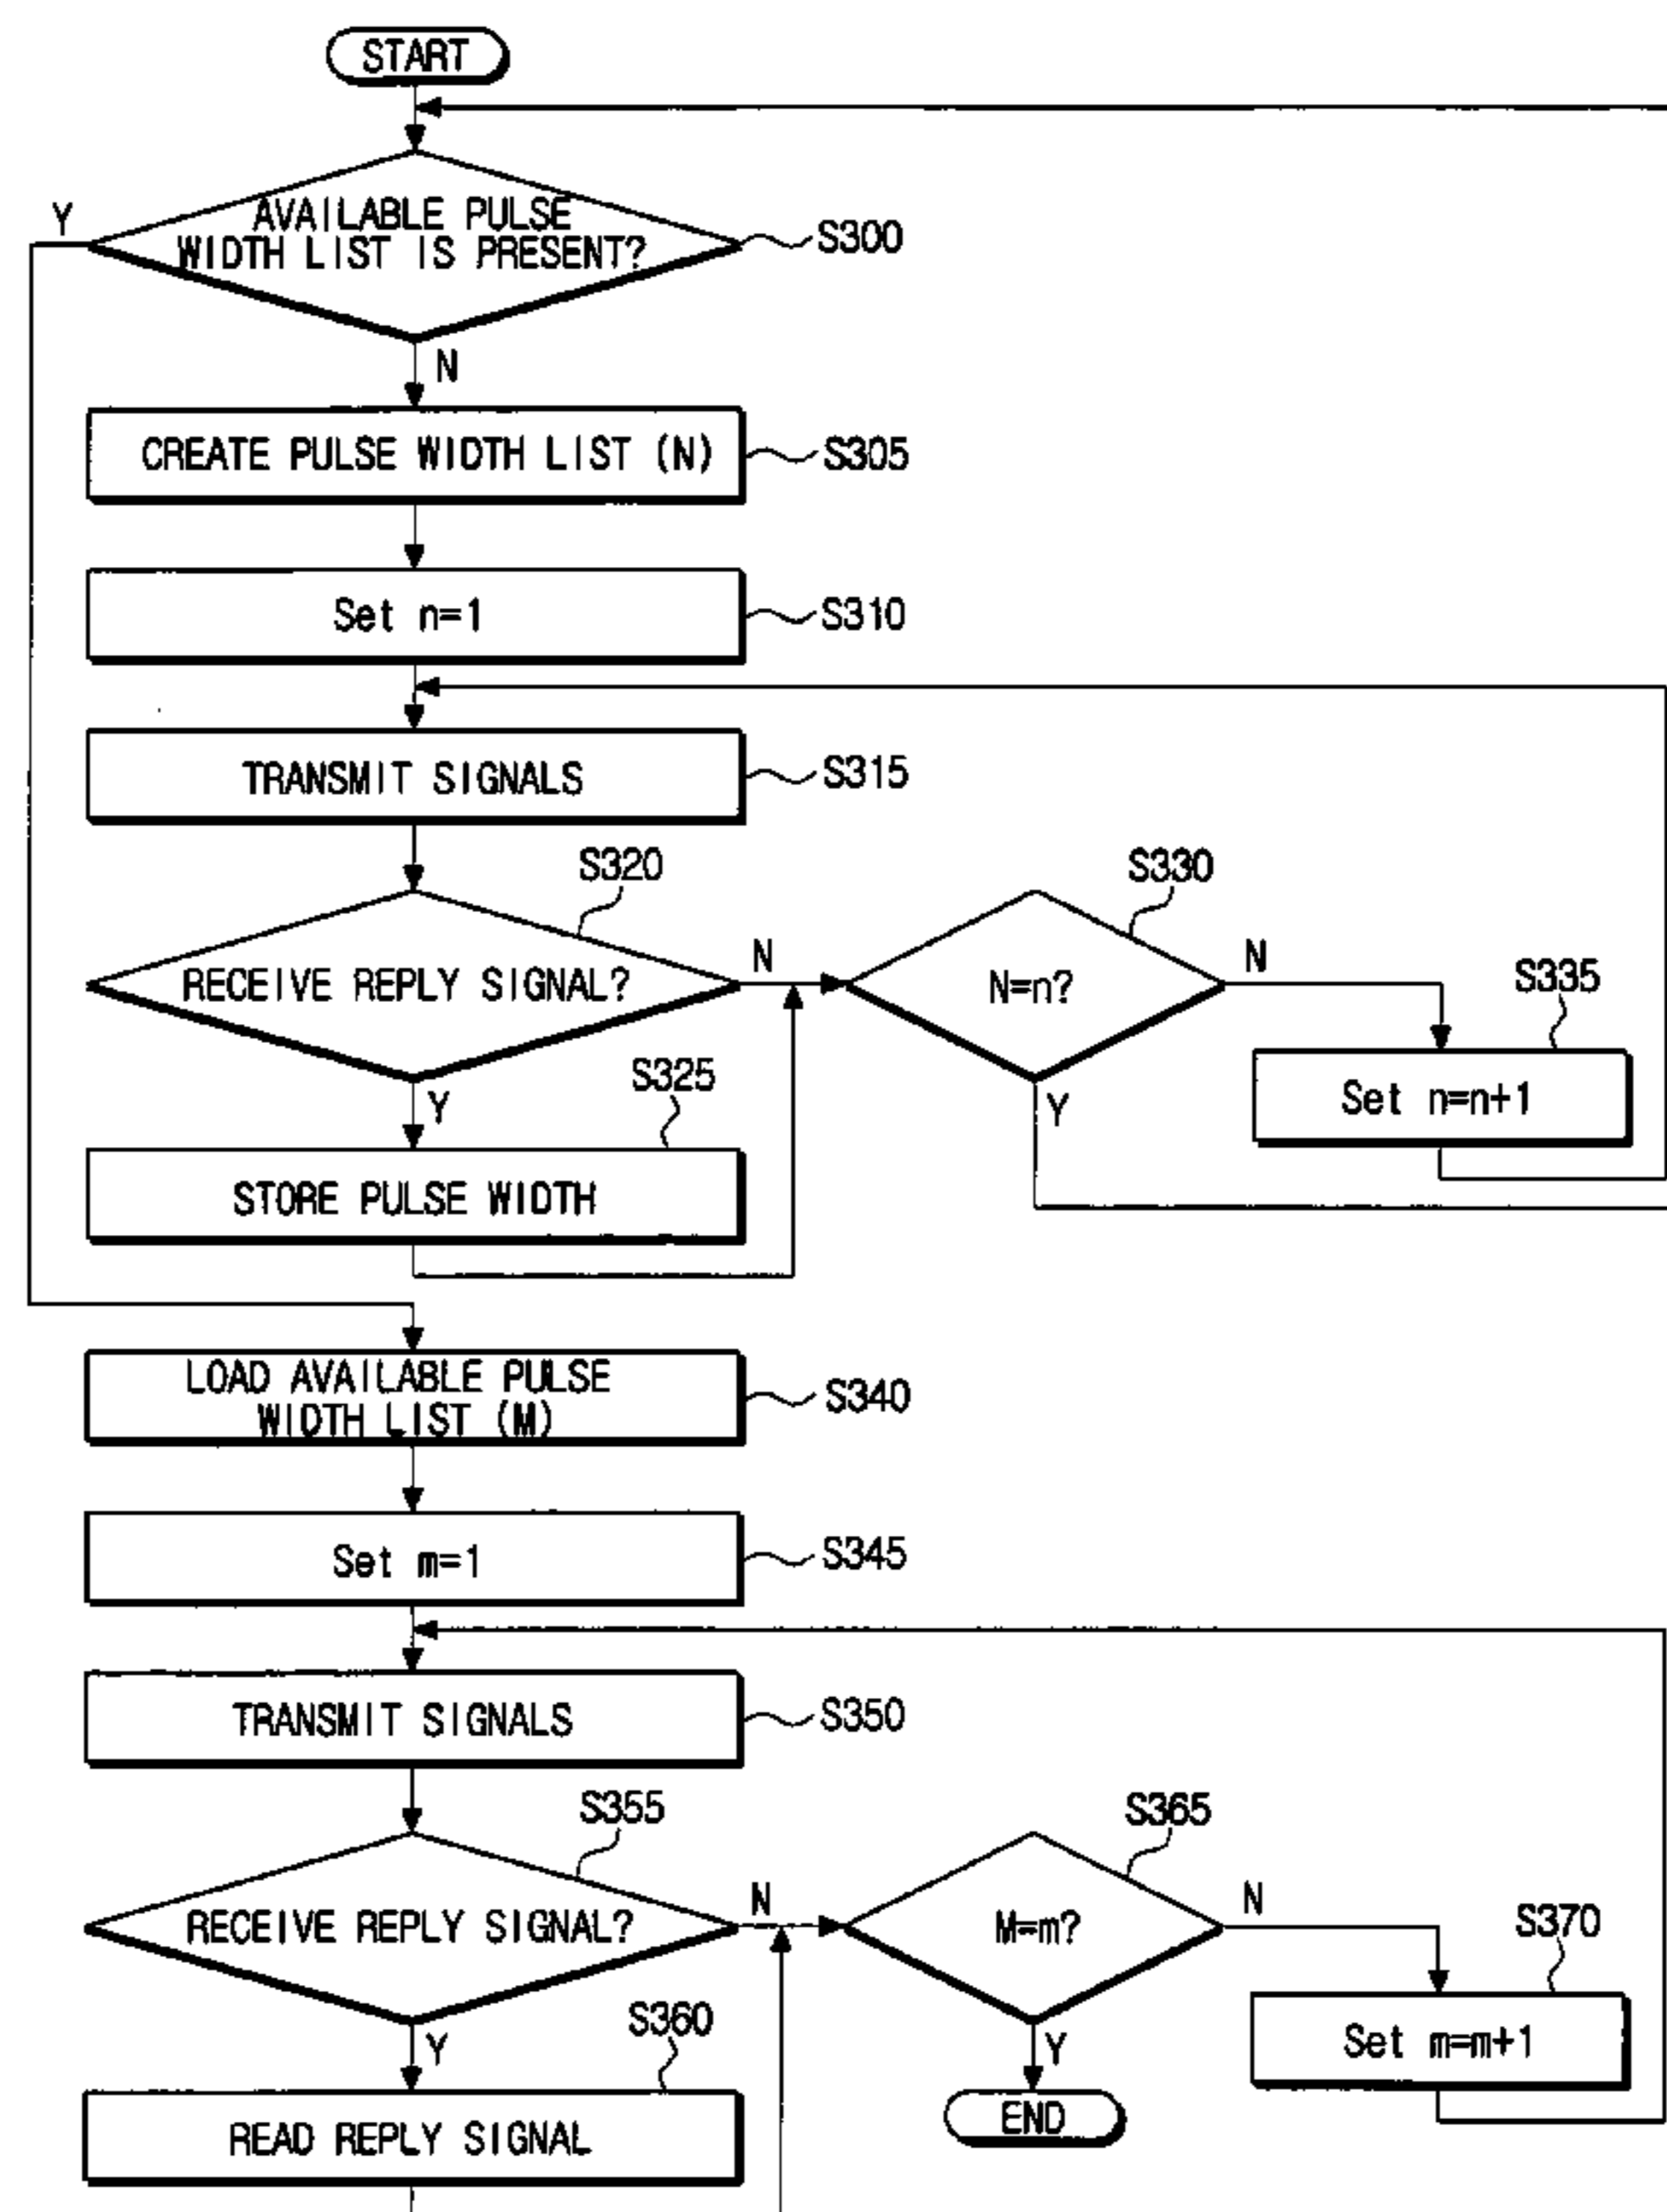 START
Y
AVAILABLE PULSE
WIDTH LIST IS PRESENT?
S300
N
CREATE PULSE WIDTH LIST (N)
S305
Set n=1
S310
TRANSMIT SIGNALS
S315
S320
RECEIVE REPLY SIGNAL?
N
S330
N=n?
N
S335
Set n=n+1
Y
Y
S325
STORE PULSE WIDTH
LOAD AVAILABLE PULSE
WIDTH LIST (M)
S340
Set m=1
S345
TRANSMIT SIGNALS
S350
S355
RECEIVE REPLY SIGNAL?
N
S365
M=m?
N
S370
Set m=m+1
Y
Y
S360
READ REPLY SIGNAL
END